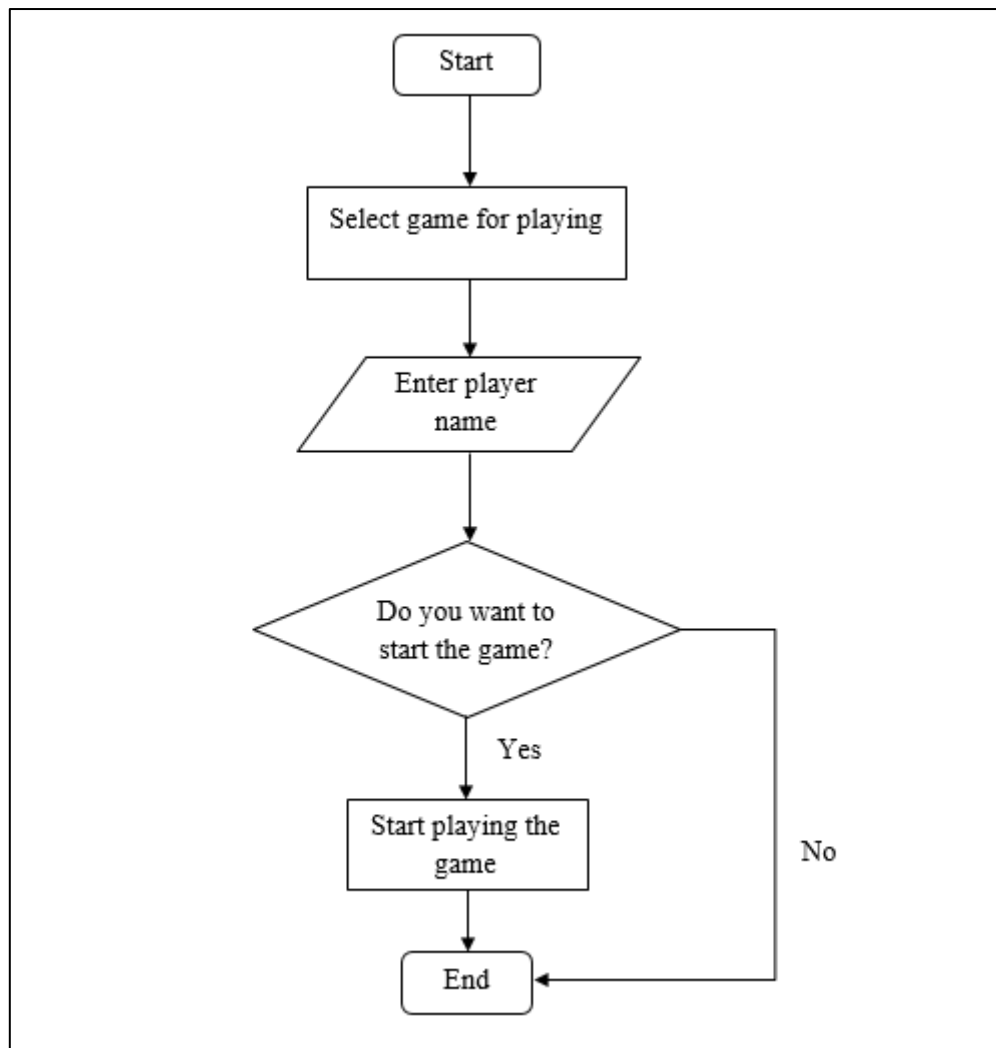 Start
Select game for playing
Enter player
name
Do you want to
start the game?
Yes
Start playing the
game
No
End